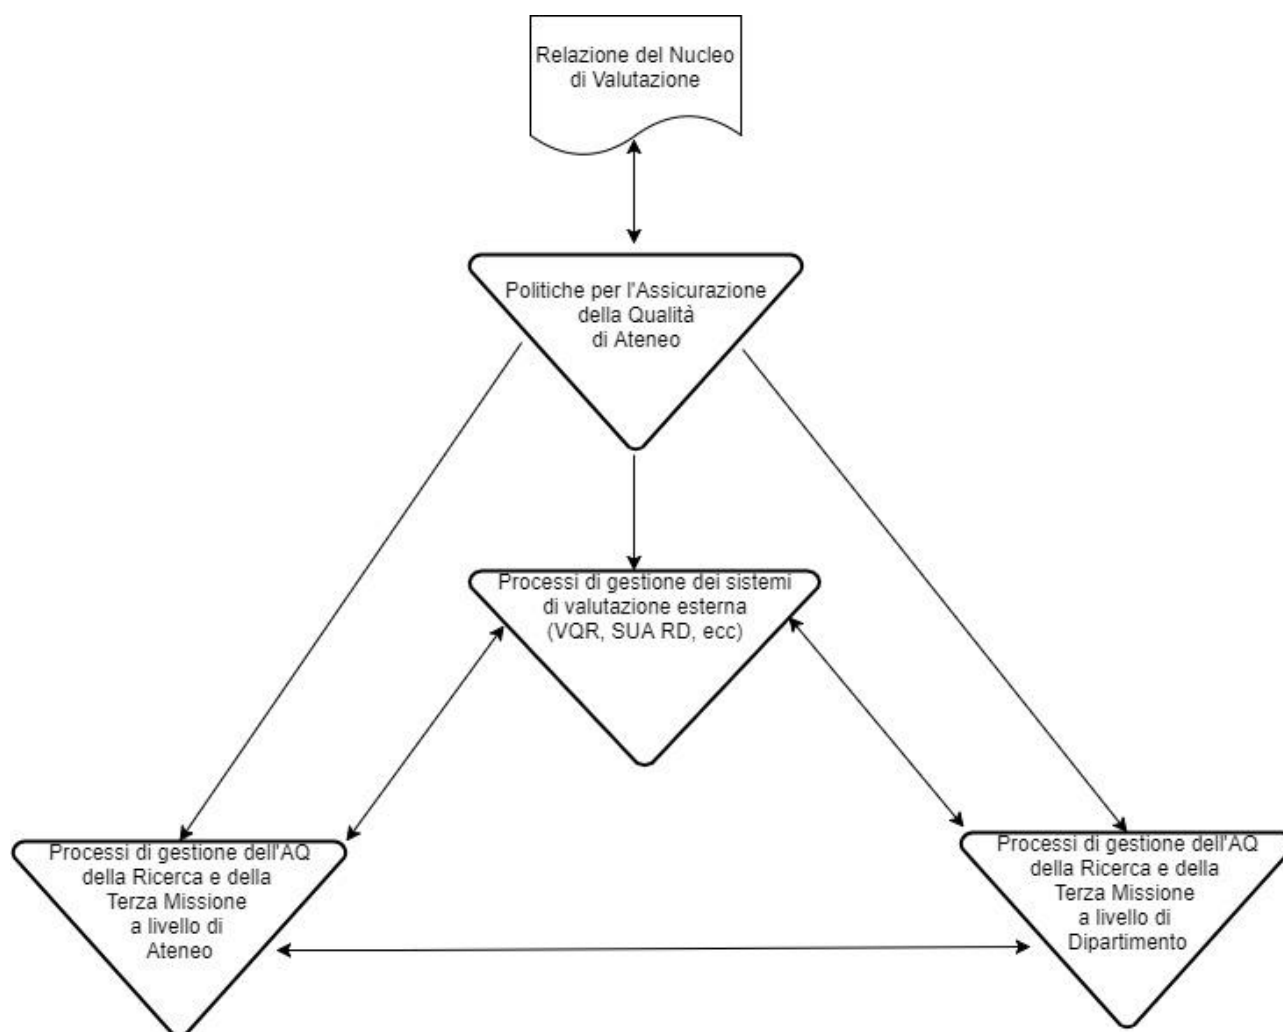 Relazione del Nucleo
di Valutazione
Politiche per l'Assicurazione
della Qualità
di Ateneo
Processi di gestione dei sistemi
di valutazione esterna
(VQR, SUA RD, ecc)
Processi di gestione dell'AQ
della Ricerca e della
Terza Missione
a livello di
Ateneo
Processi di gestione dell'AQ
della Ricerca e della
Terza Missione
a livello di
Dipartimento